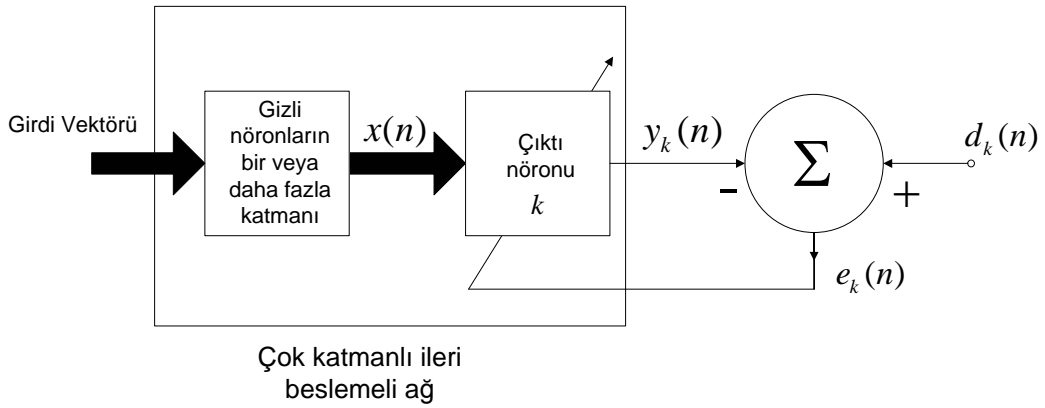 Girdi Vektörü
Gizli
nöronların
bir veya
daha fazla
katmanı
x(n)
Çıktı
nöronu
k
y_k(n)
-
Σ
+
d_k(n)
e_k(n)
Çok katmanlı ileri
beslemeli ağ